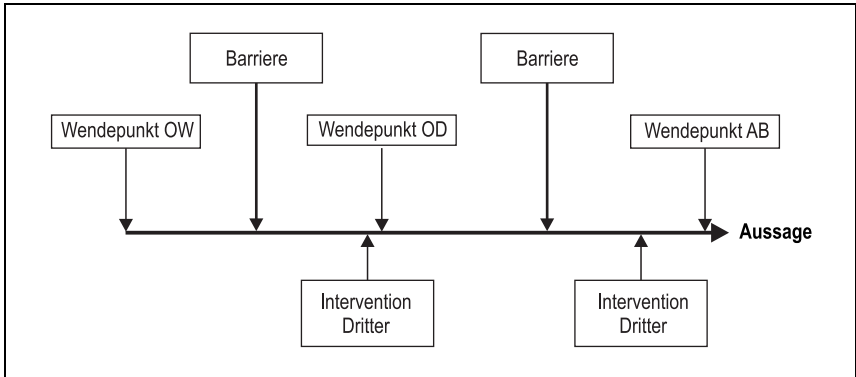 Barriere
Barriere
Wendepunkt OW
Wendepunkt OD
Wendepunkt AB
Aussage
Intervention
Dritter
Intervention
Dritter